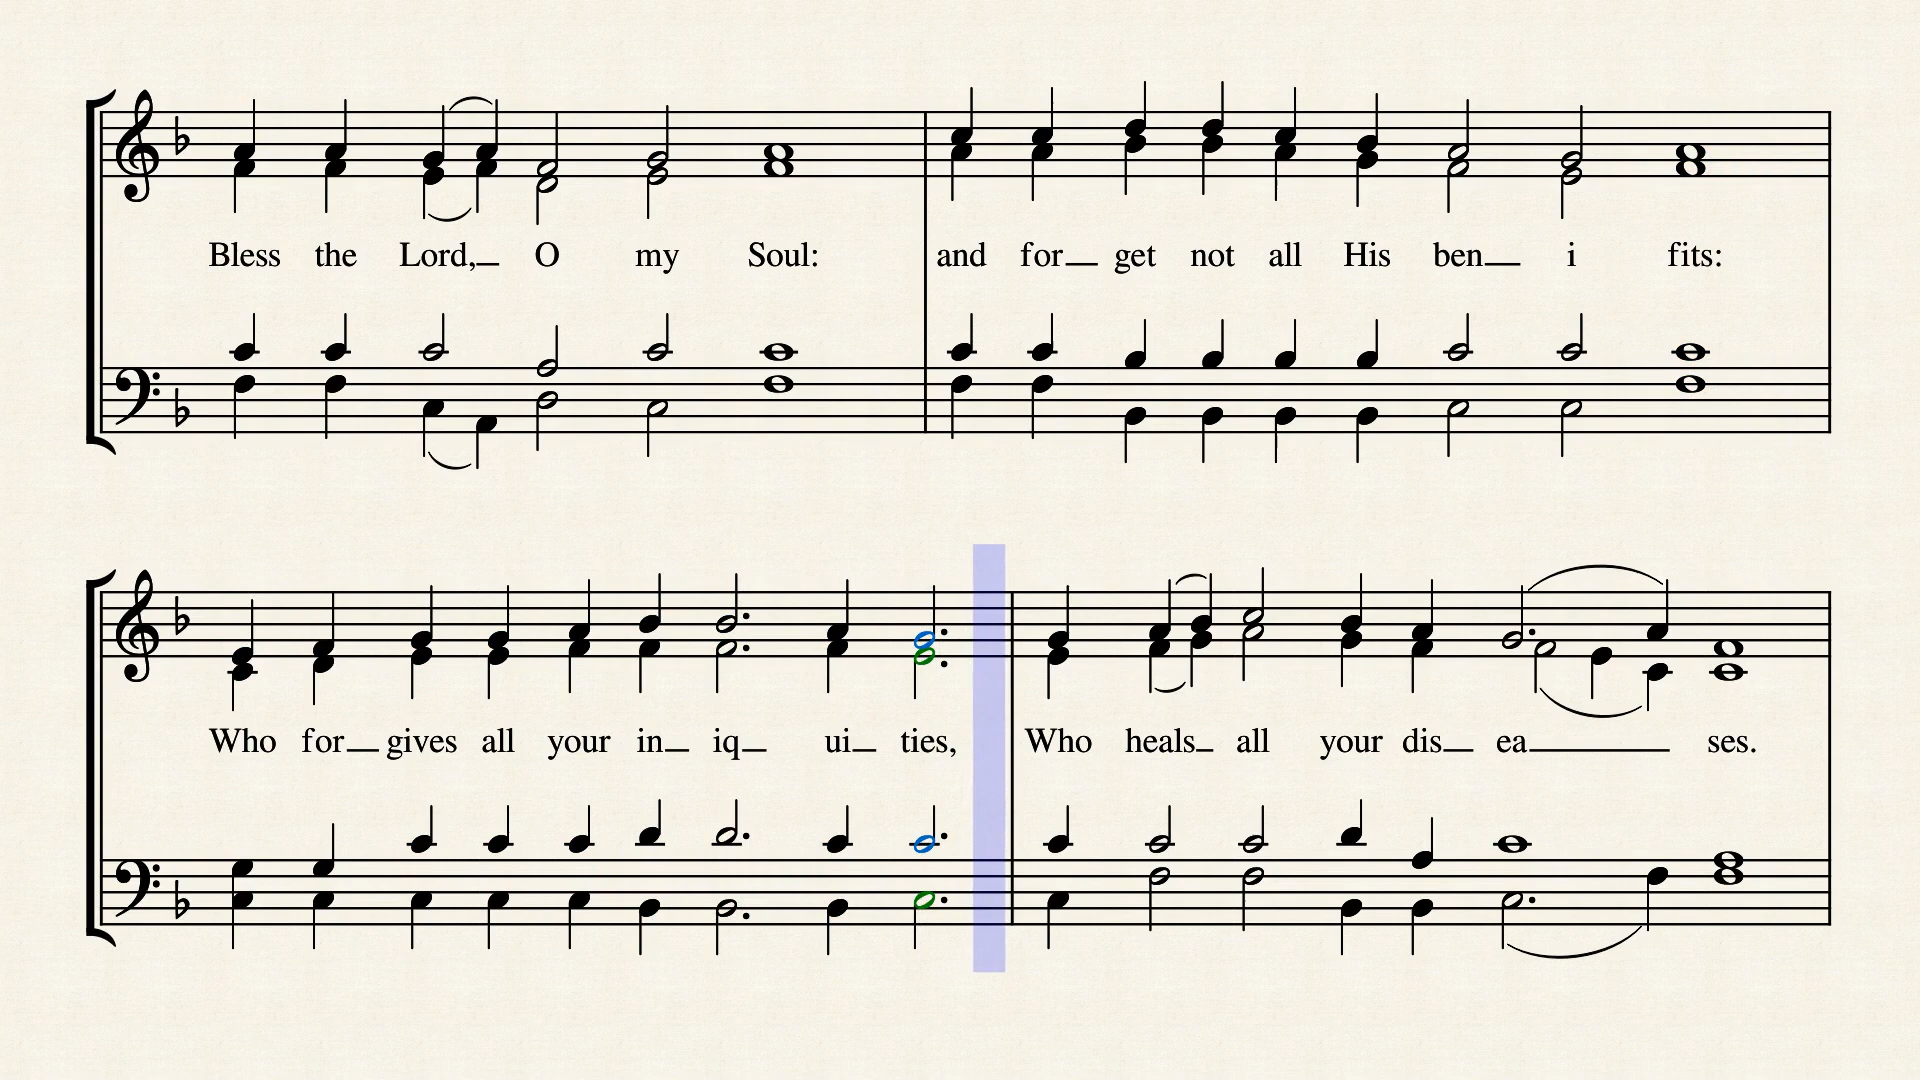 Bless the Lord, O my Soul: and for get not all His ben i fits:
Who for gives all your in iq ui ties, Who heals all your dis ea ses.